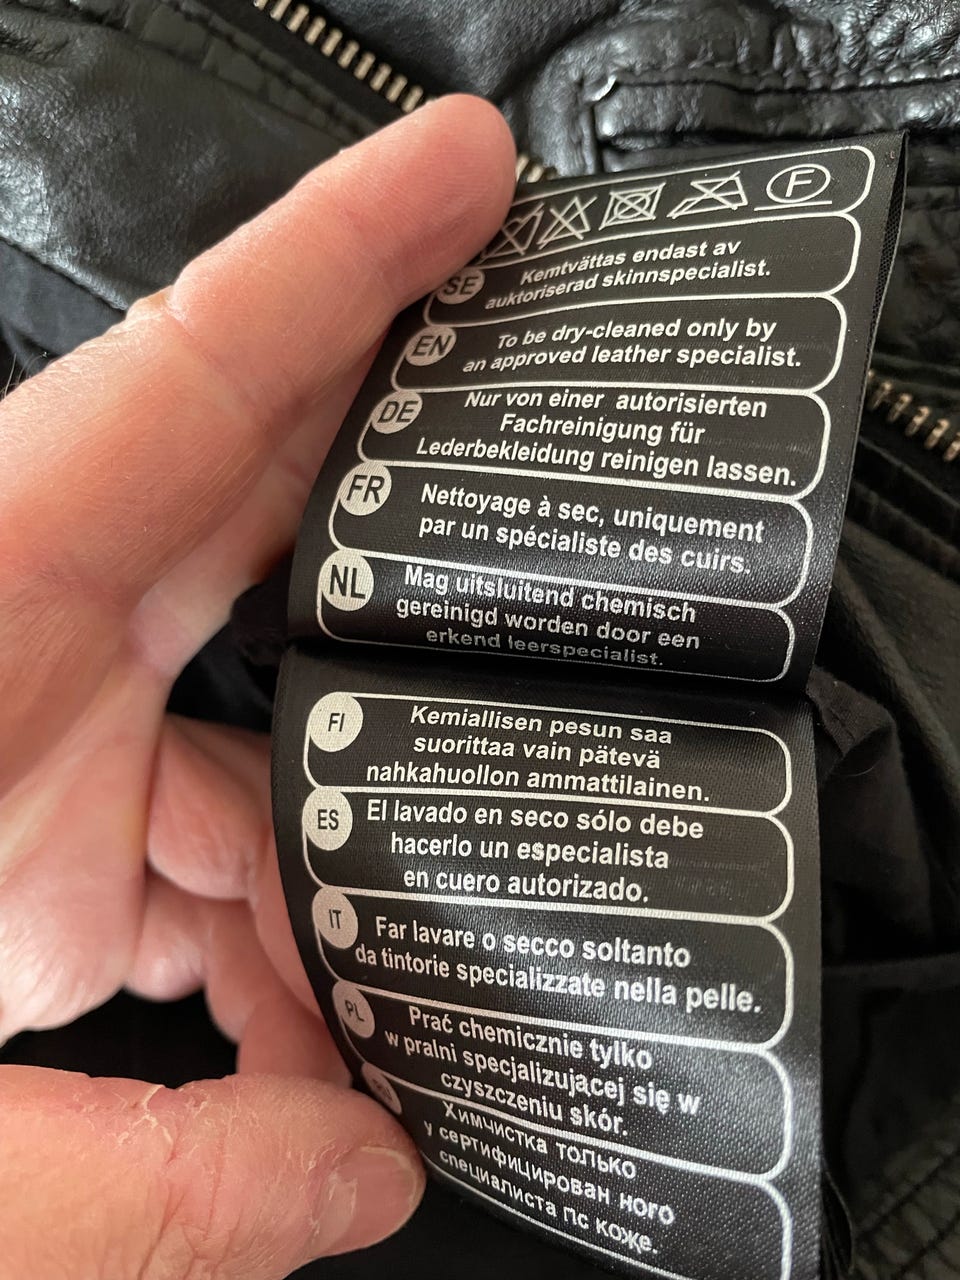 F
SE
Kemtvättas endast av
auktoriserad skinnspecialist.
EN
To be dry-cleaned only by
an approved leather specialist.
DE
Nur von einer autorisierten
Fachreinigung für
Lederbekleidung reinigen lassen.
FR
Nettoyage à sec, uniquement
par un spécialiste des cuirs.
NL
Mag uitsluitend chemisch
gereinigd worden door een
erkend leerspecialist.
FI
Kemiallisen pesun saa
suorittaa vain pätevä
nahkahuollon ammattilainen.
ES
El lavado en seco sólo debe
hacerlo un especialista
en cuero autorizado.
IT
Far lavare o secco soltanto
da tintorie specializzate nella pelle.
PL
Prać chemicznie tylko
w pralni specjalizującej się w
czyszczeniu skór.
Химчистка только
у сертифицирован ного
специалиста пс коже.